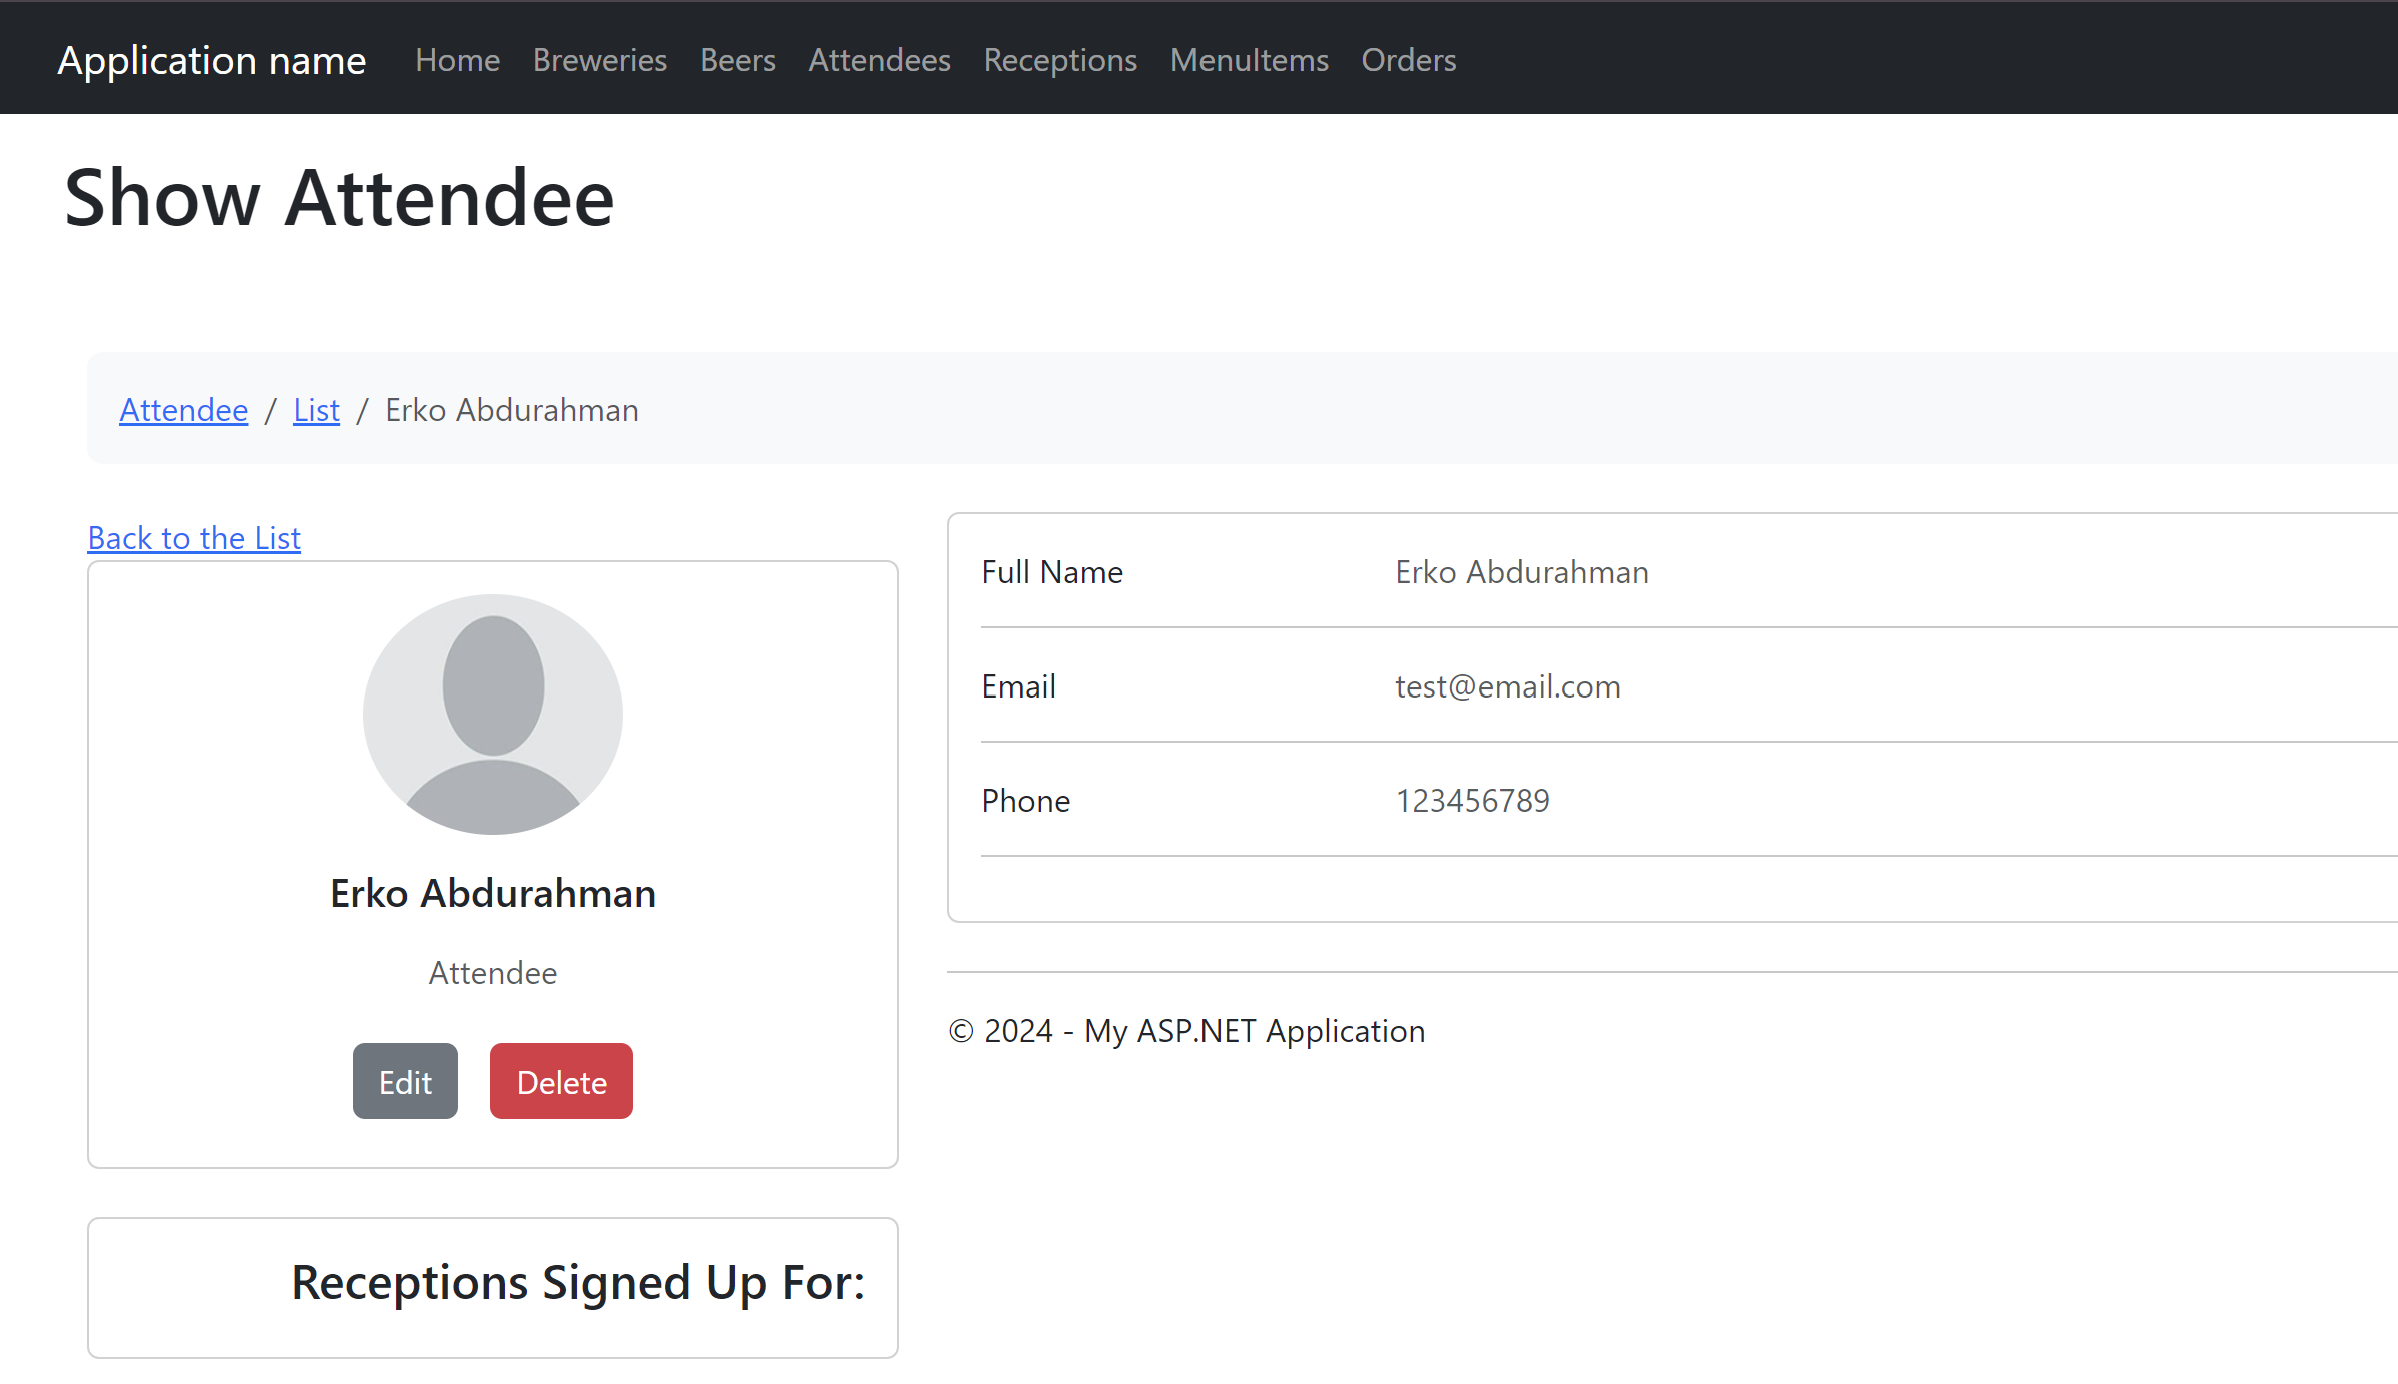 Application name Home Breweries Beers Attendees Receptions MenuItems Orders
Show Attendee
Attendee / List / Erko Abdurahman
Back to the List
Erko Abdurahman
Attendee
Edit Delete
Receptions Signed Up For:
Full Name Erko Abdurahman
Email test@email.com
Phone 123456789
© 2024 - My ASP.NET Application